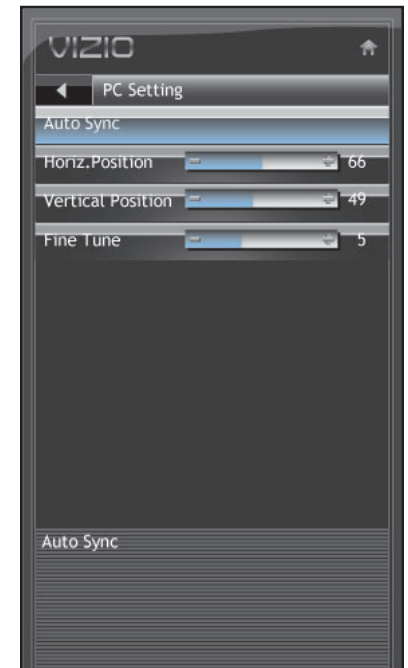 VIZIO
PC Setting
Auto Sync
Horiz.Position 66
Vertical Position 49
Fine Tune 5
Auto Sync